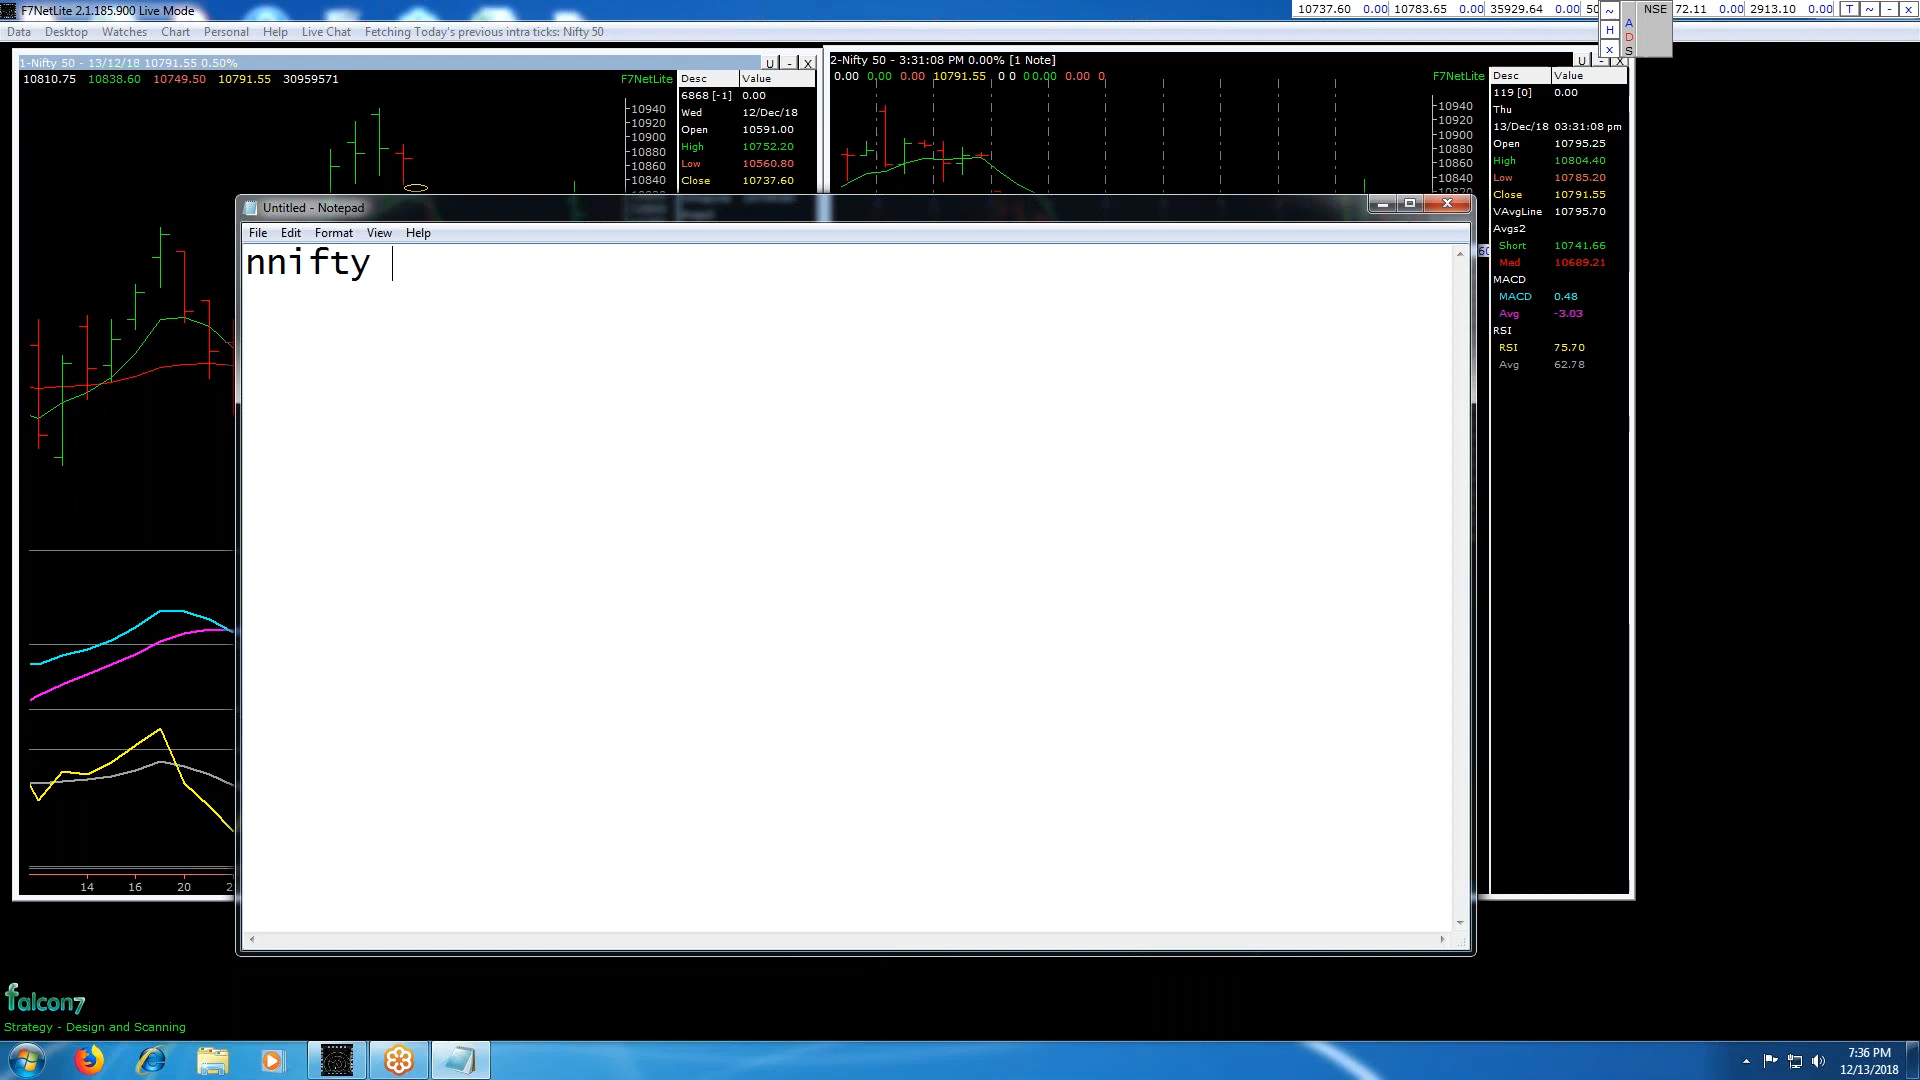 F7NetLite 2.1.185.900 Live Mode
10737.60 0.00 10783.65 0.00 35929.64 0.00 72.11 0.00 2913.10 0.00 T ~ - x
~ H x
A D S
NSE
Data Desktop Watches Chart Personal Help Live Chat Fetching Today's previous intra ticks: Nifty 50
1-Nifty 50 - 13/12/18 10791.55 0.50% U - X
10810.75 10838.60 10749.50 10791.55 30959571 F7NetLite
Desc Value
6868 [-1] 0.00
Wed 12/Dec/18
Open 10591.00
High 10752.20
Low 10560.80
Close 10737.60
10940
10920
10900
10880
10860
10840
14 16 20
2-Nifty 50 - 3:31:08 PM 0.00% [1 Note] U - X
0.00 0.00 0.00 10791.55 0 0 0 0.00 0.00 0 F7NetLite
10940
10920
10900
10880
10860
10820
Desc Value
119 [0] 0.00
Thu
13/Dec/18 03:31:08 pm
Open 10795.25
High 10804.40
Low 10785.20
Close 10791.55
VAvgLine 10795.70
Avgs2
Short 10741.66
Med 10689.21
MACD
MACD 0.48
Avg -3.03
RSI
RSI 75.70
Avg 62.78
Untitled - Notepad
File Edit Format View Help
nnifty
falcon7
Strategy - Design and Scanning
7:36 PM
12/13/2018